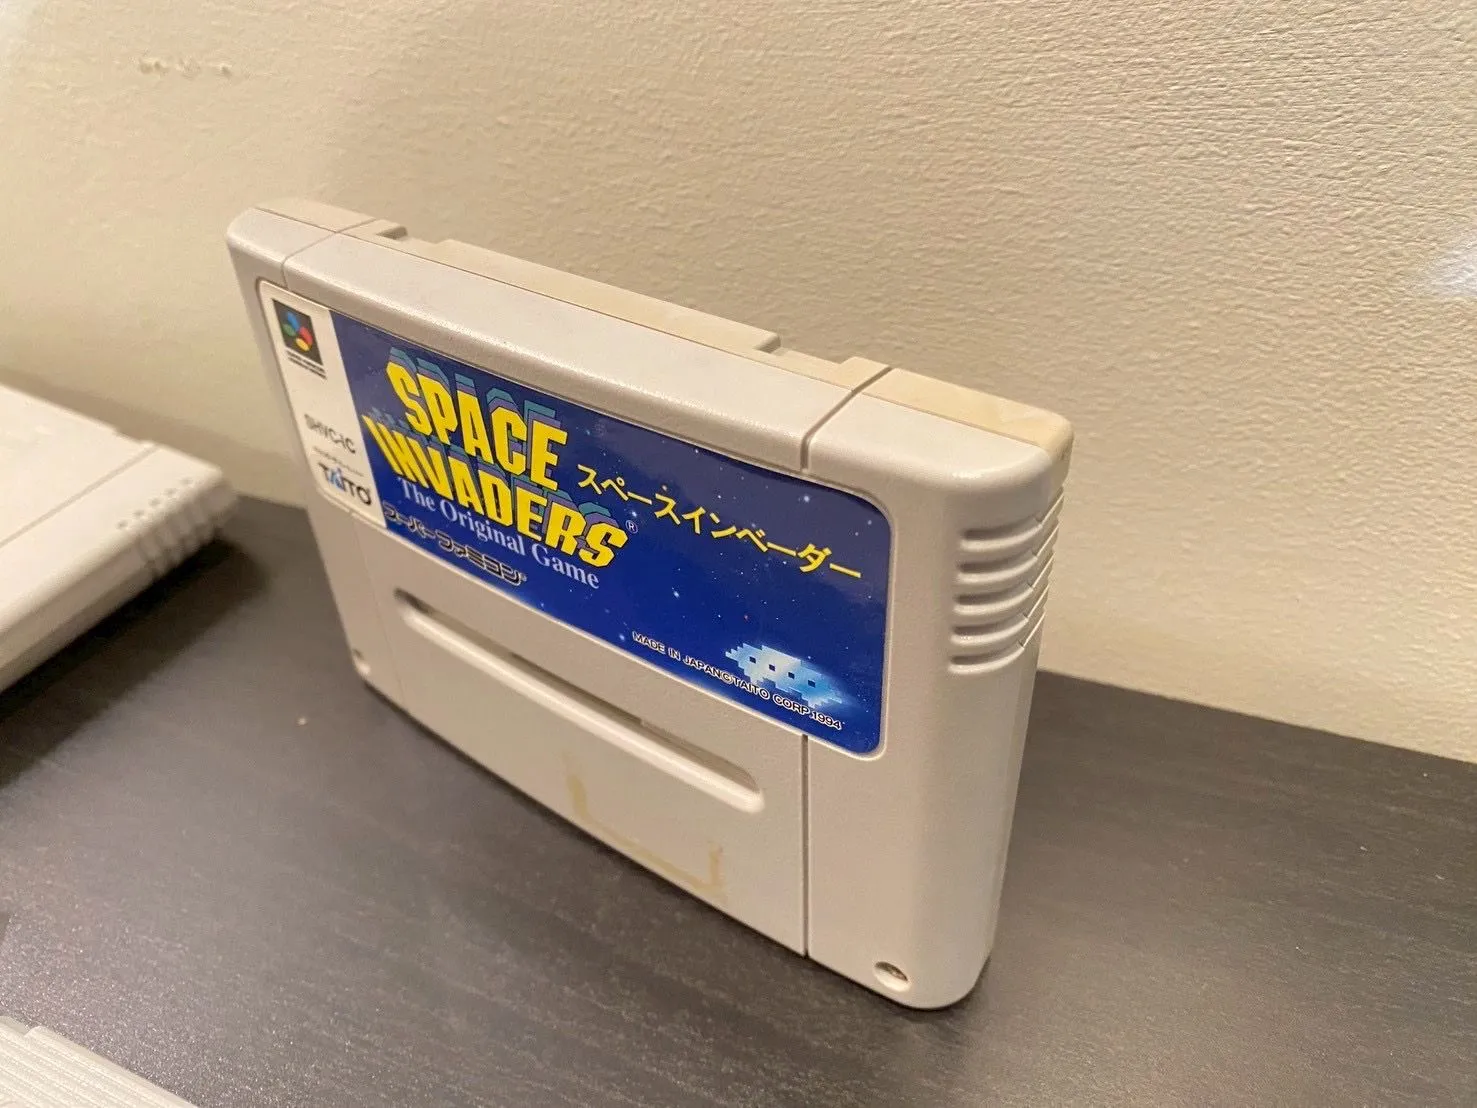 SHVC-IC
TAITO
SPACE
INVADERS®
The Original Game
スーパーファミコン®
スペースインベーダー
MADE IN JAPAN©TAITO CORP.1994